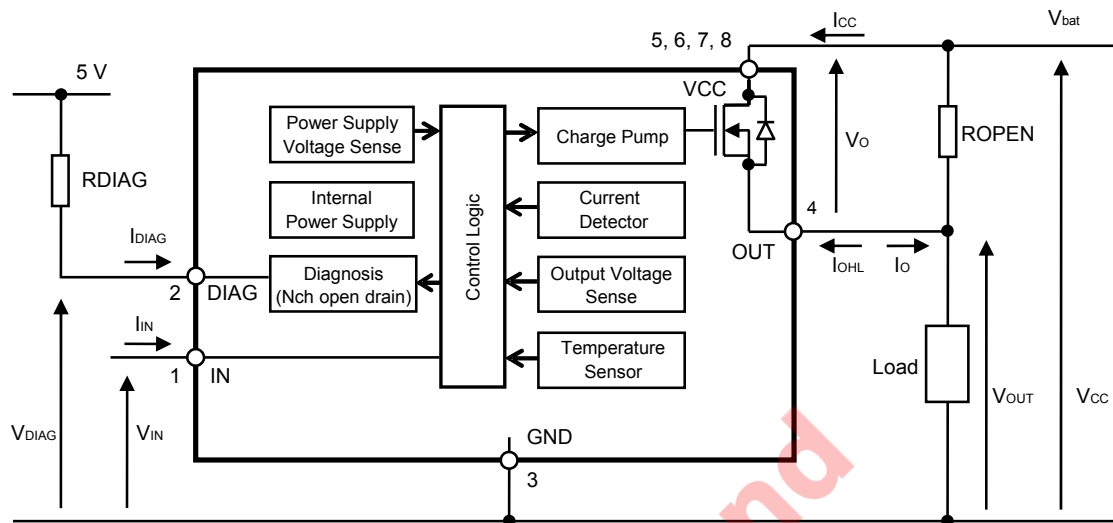 ICC
Vbat
5, 6, 7, 8
5 V
VCC
Power Supply
Voltage Sense
Charge Pump
VO
ROPEN
RDIAG
Internal
Power Supply
Control Logic
Current
Detector
4
IDIAG
OUT
IOHL
IO
2
DIAG
Diagnosis
(Nch open drain)
Output Voltage
Sense
IIN
1
IN
Temperature
Sensor
Load
VDIAG
VIN
VOUT
VCC
GND
3
nd